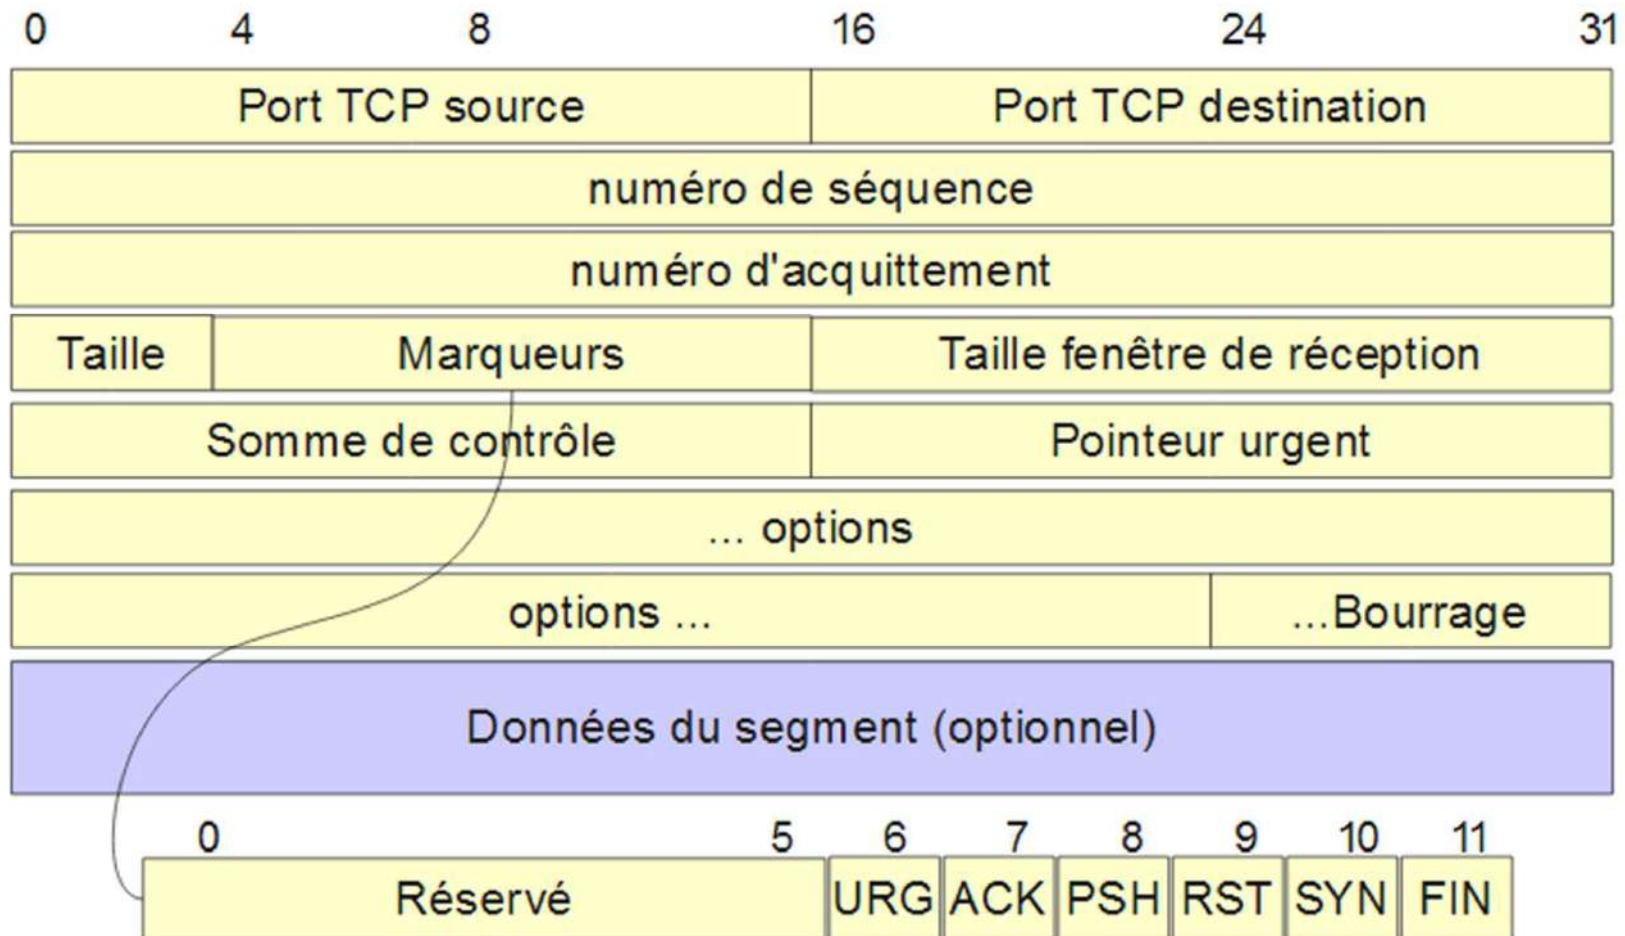 0 4 8 16 24 31
Port TCP source Port TCP destination
numéro de séquence
numéro d'acquittement
Taille Marqueurs Taille fenêtre de réception
Somme de contrôle Pointeur urgent
... options
options ... ...Bourrage
Données du segment (optionnel)
0 5 6 7 8 9 10 11
Réservé URG ACK PSH RST SYN FIN